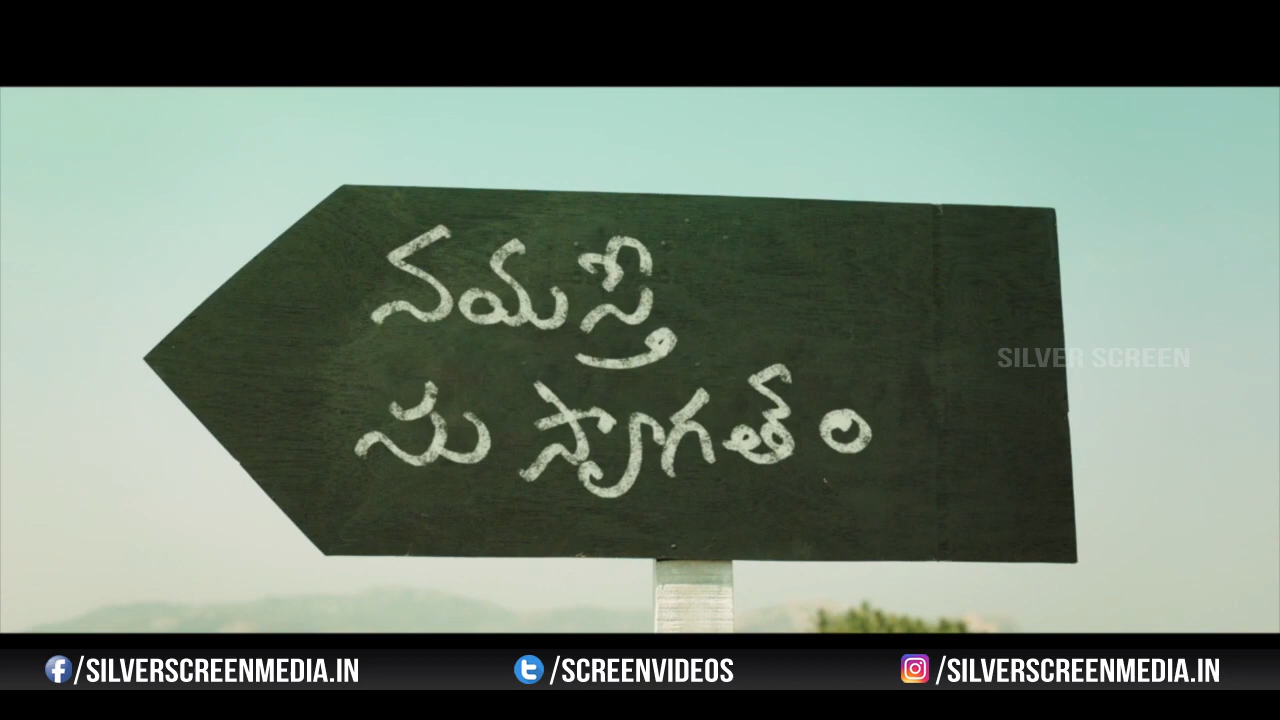 నమస్తే
సు స్వాగతం
SILVER SCREEN
/SILVERSCREENMEDIA.IN
/SCREENVIDEOS
/SILVERSCREENMEDIA.IN